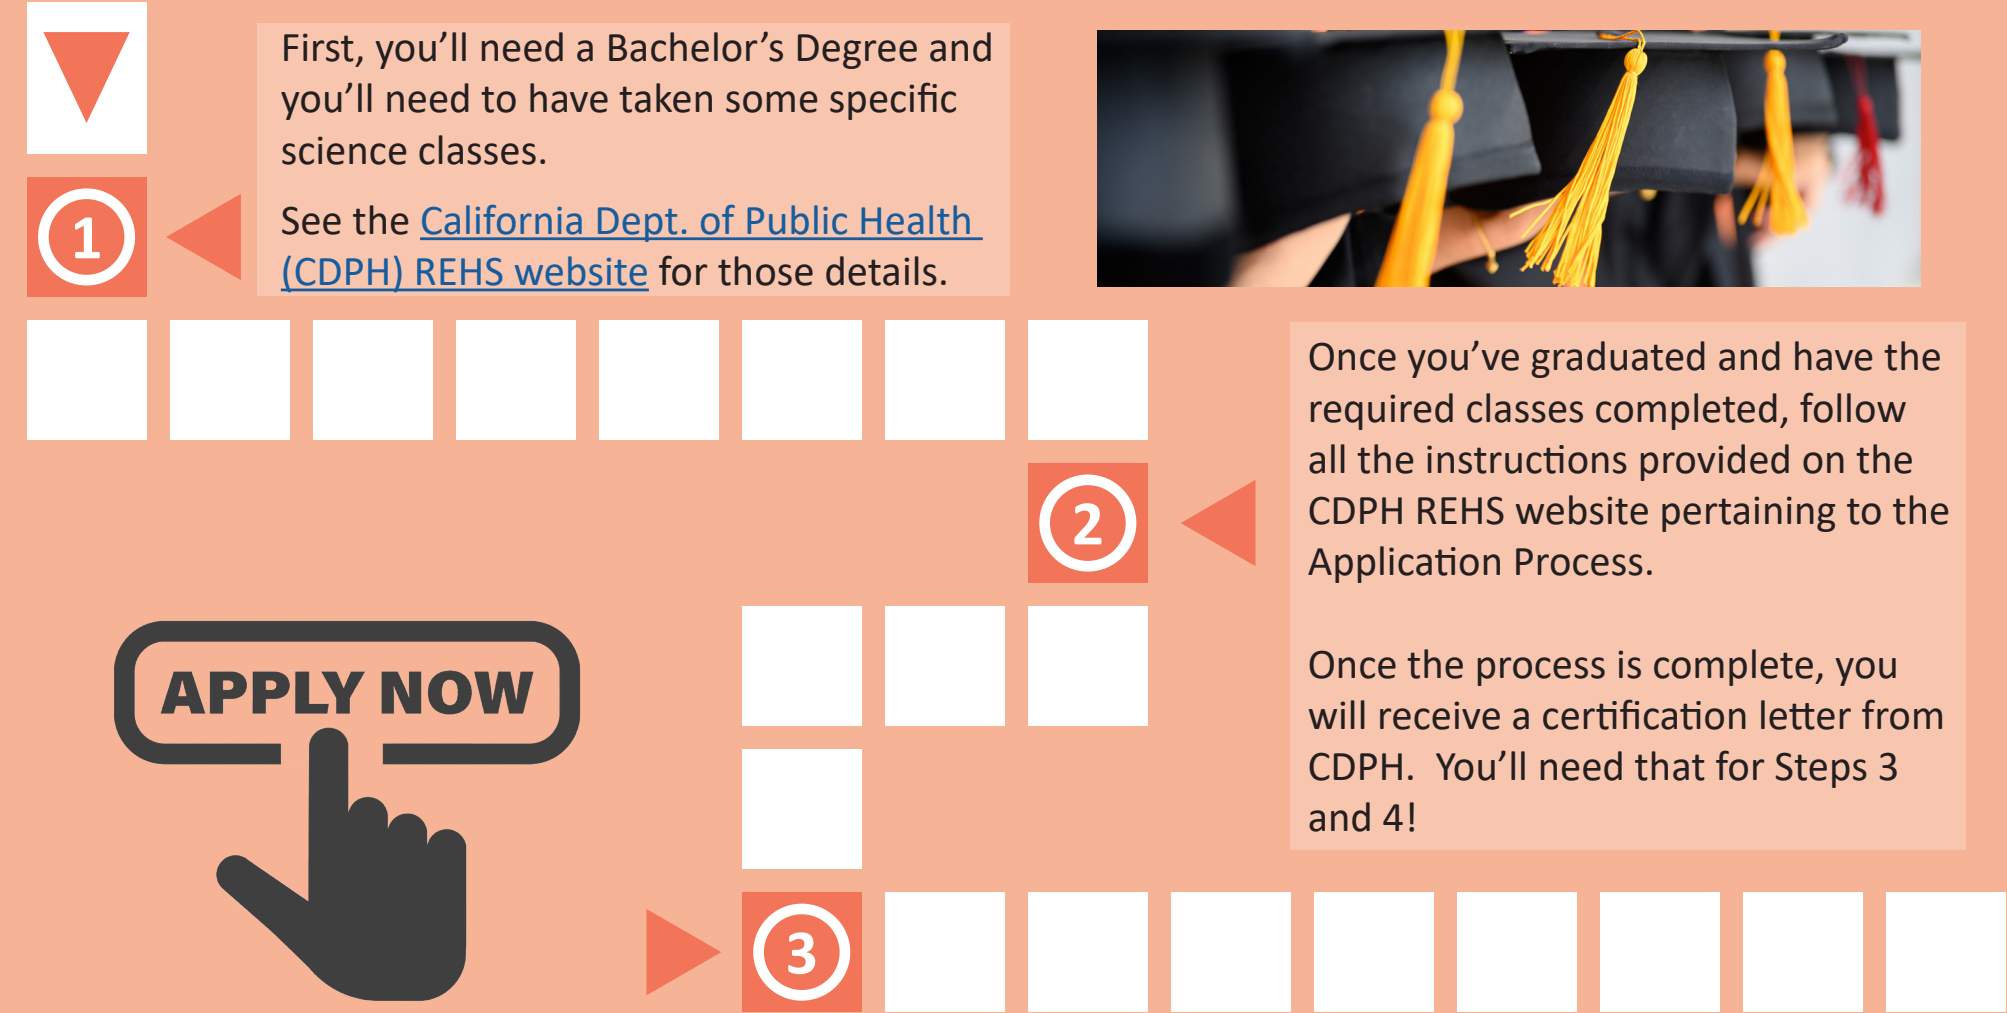 First, you’ll need a Bachelor’s Degree and
you’ll need to have taken some specific
science classes.
1
See the California Dept. of Public Health
(CDPH) REHS website for those details.
Once you’ve graduated and have the
required classes completed, follow
all the instructions provided on the
CDPH REHS website pertaining to the
Application Process.
2
Once the process is complete, you
will receive a certification letter from
CDPH.  You’ll need that for Steps 3
and 4!
APPLY NOW
3